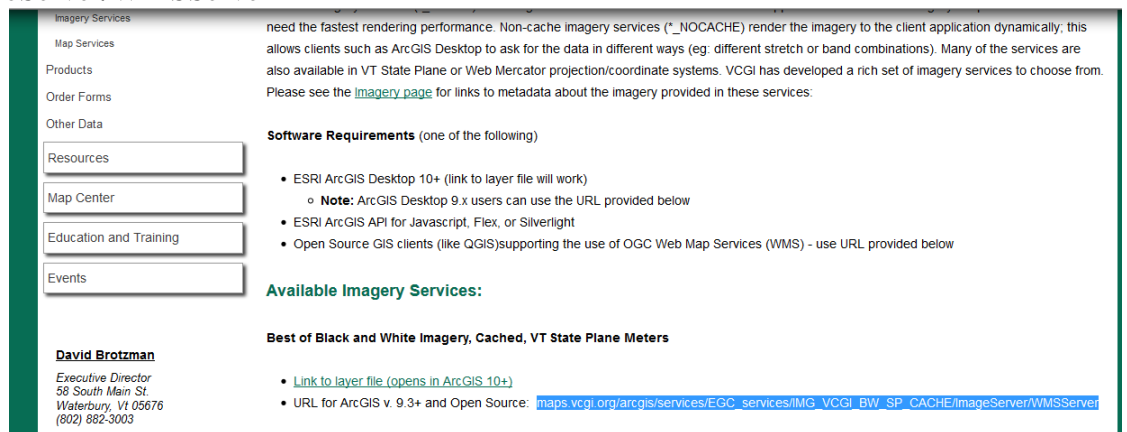 Imagery Services
Map Services
Products
Order Forms
Other Data
Resources
Map Center
Education and Training
Events
David Brotzman
Executive Director
58 South Main St.
Waterbury, Vt 05676
(802) 882-3003
need the fastest rendering performance. Non-cache imagery services (*_NOCACHE) render the imagery to the client application dynamically; this
allows clients such as ArcGIS Desktop to ask for the data in different ways (eg: different stretch or band combinations). Many of the services are
also available in VT State Plane or Web Mercator projection/coordinate systems. VCGI has developed a rich set of imagery services to choose from.
Please see the Imagery page for links to metadata about the imagery provided in these services:
Software Requirements (one of the following)
• ESRI ArcGIS Desktop 10+ (link to layer file will work)
o Note: ArcGIS Desktop 9.x users can use the URL provided below
• ESRI ArcGIS API for Javascript, Flex, or Silverlight
• Open Source GIS clients (like QGIS)supporting the use of OGC Web Map Services (WMS) - use URL provided below
Available Imagery Services:
Best of Black and White Imagery, Cached, VT State Plane Meters
• Link to layer file (opens in ArcGIS 10+)
• URL for ArcGIS v. 9.3+ and Open Source: maps.vcgi.org/arcgis/services/EGC_services/IMG_VCGI_BW_SP_CACHE/ImageServer/WMSServer